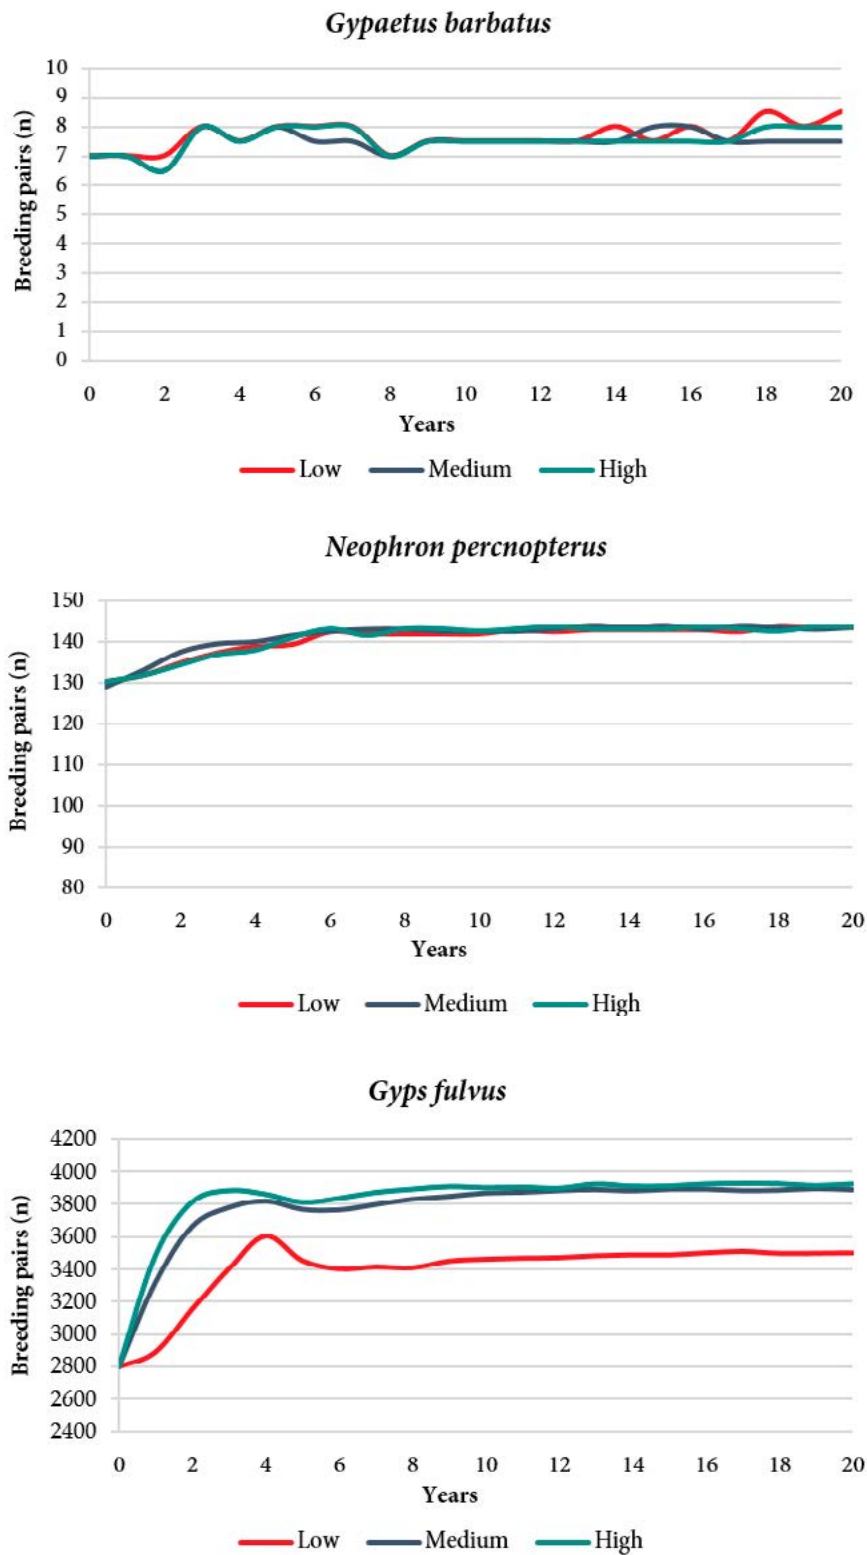 Gypaetus barbatus
10
9
8
7
6
5
4
3
2
1
0
Breeding pairs (n)
0 2 4 6 8 10 12 14 16 18 20
Years
Low Medium High
Neophron percnopterus
150
140
130
120
110
100
90
80
Breeding pairs (n)
0 2 4 6 8 10 12 14 16 18 20
Years
Low Medium High
Gyps fulvus
4200
4000
3800
3600
3400
3200
3000
2800
2600
2400
Breeding pairs (n)
0 2 4 6 8 10 12 14 16 18 20
Years
Low Medium High